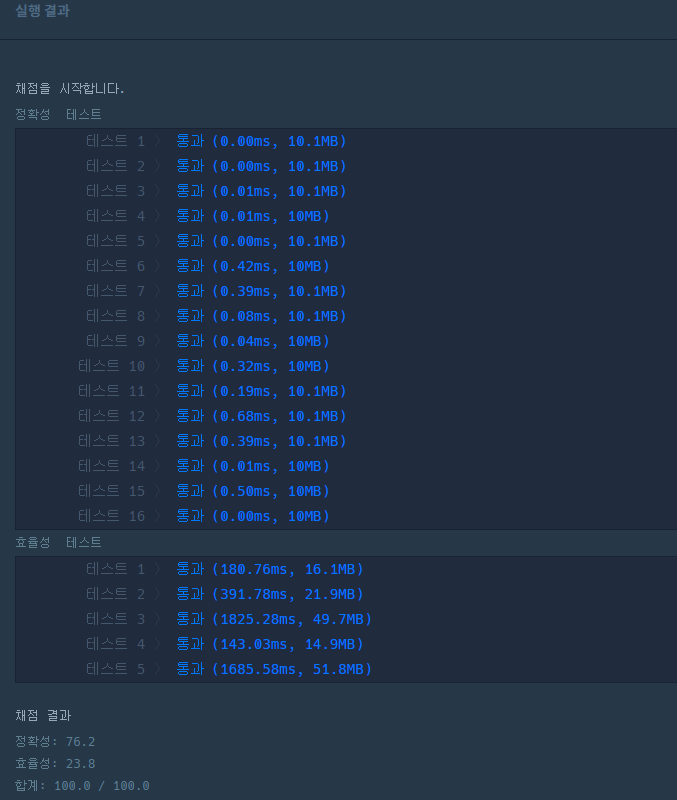 실행 결과
채점을 시작합니다.
정확성 테스트
테스트 1 〉 통과 (0.00ms, 10.1MB)
테스트 2 〉 통과 (0.00ms, 10.1MB)
테스트 3 〉 통과 (0.01ms, 10.1MB)
테스트 4 〉 통과 (0.01ms, 10MB)
테스트 5 〉 통과 (0.00ms, 10.1MB)
테스트 6 〉 통과 (0.42ms, 10MB)
테스트 7 〉 통과 (0.39ms, 10.1MB)
테스트 8 〉 통과 (0.08ms, 10.1MB)
테스트 9 〉 통과 (0.04ms, 10MB)
테스트 10 〉 통과 (0.32ms, 10MB)
테스트 11 〉 통과 (0.19ms, 10.1MB)
테스트 12 〉 통과 (0.68ms, 10.1MB)
테스트 13 〉 통과 (0.39ms, 10.1MB)
테스트 14 〉 통과 (0.01ms, 10MB)
테스트 15 〉 통과 (0.50ms, 10MB)
테스트 16 〉 통과 (0.00ms, 10MB)
효율성 테스트
테스트 1 〉 통과 (180.76ms, 16.1MB)
테스트 2 〉 통과 (391.78ms, 21.9MB)
테스트 3 〉 통과 (1825.28ms, 49.7MB)
테스트 4 〉 통과 (143.03ms, 14.9MB)
테스트 5 〉 통과 (1685.58ms, 51.8MB)
채점 결과
정확성: 76.2
효율성: 23.8
합계: 100.0 / 100.0